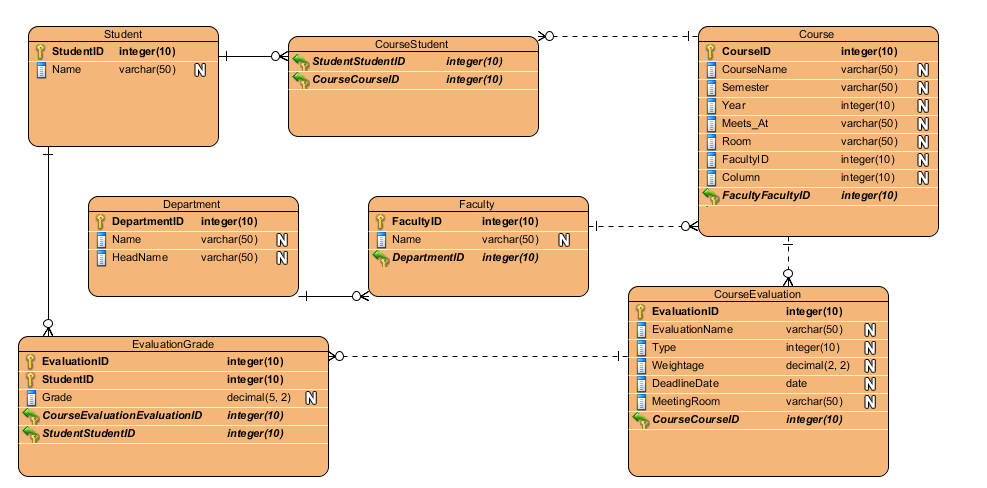 Student
StudentID integer(10)
Name varchar(50) N
CourseStudent
StudentStudentID integer(10)
CourseCourseID integer(10)
Course
CourseID integer(10)
CourseName varchar(50) N
Semester varchar(50) N
Year integer(10) N
Meets_At varchar(50) N
Room varchar(50) N
FacultyID integer(10) N
Column integer(10) N
FacultyFacultyID integer(10)
Department
DepartmentID integer(10)
Name varchar(50) N
HeadName varchar(50) N
Faculty
FacultyID integer(10)
Name varchar(50) N
DepartmentID integer(10)
EvaluationGrade
EvaluationID integer(10)
StudentID integer(10)
Grade decimal(5, 2) N
CourseEvaluationEvaluationID integer(10)
StudentStudentID integer(10)
CourseEvaluation
EvaluationID integer(10)
EvaluationName varchar(50) N
Type integer(10) N
Weightage decimal(2, 2) N
DeadlineDate date N
MeetingRoom varchar(50) N
CourseCourseID integer(10)